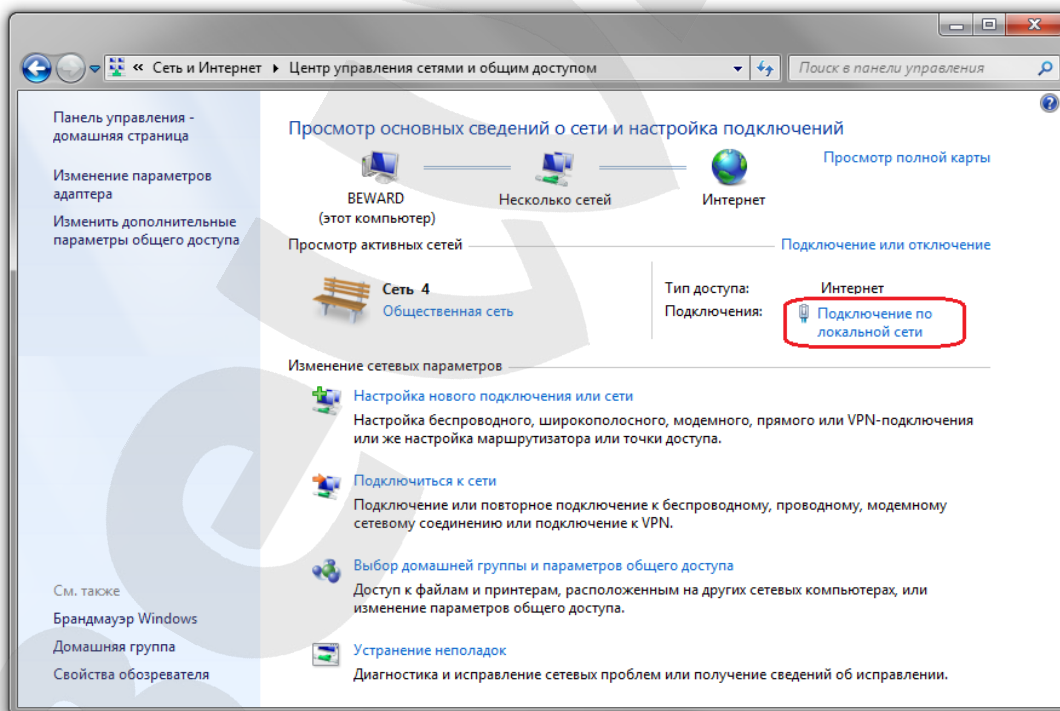 « Сеть и Интернет ▸ Центр управления сетями и общим доступом
Поиск в панели управления
Панель управления -
домашняя страница
Изменение параметров
адаптера
Изменить дополнительные
параметры общего доступа
См. также
Брандмауэр Windows
Домашняя группа
Свойства обозревателя
Просмотр основных сведений о сети и настройка подключений
BEWARD
(этот компьютер)
Несколько сетей
Интернет
Просмотр полной карты
Просмотр активных сетей
Подключение или отключение
Сеть 4
Общественная сеть
Тип доступа: Интернет
Подключения: Подключение по
локальной сети
Изменение сетевых параметров
Настройка нового подключения или сети
Настройка беспроводного, широкополосного, модемного, прямого или VPN-подключения
или же настройка маршрутизатора или точки доступа.
Подключиться к сети
Подключение или повторное подключение к беспроводному, проводному, модемному
сетевому соединению или подключение к VPN.
Выбор домашней группы и параметров общего доступа
Доступ к файлам и принтерам, расположенным на других сетевых компьютерах, или
изменение параметров общего доступа.
Устранение неполадок
Диагностика и исправление сетевых проблем или получение сведений об исправлении.